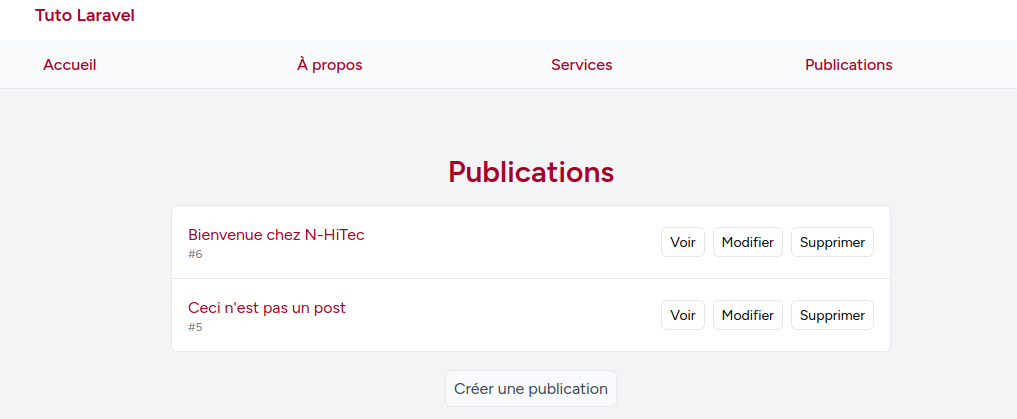 Tuto Laravel
Accueil À propos Services Publications
Publications
Bienvenue chez N-HiTec
#6
Voir Modifier Supprimer
Ceci n'est pas un post
#5
Voir Modifier Supprimer
Créer une publication